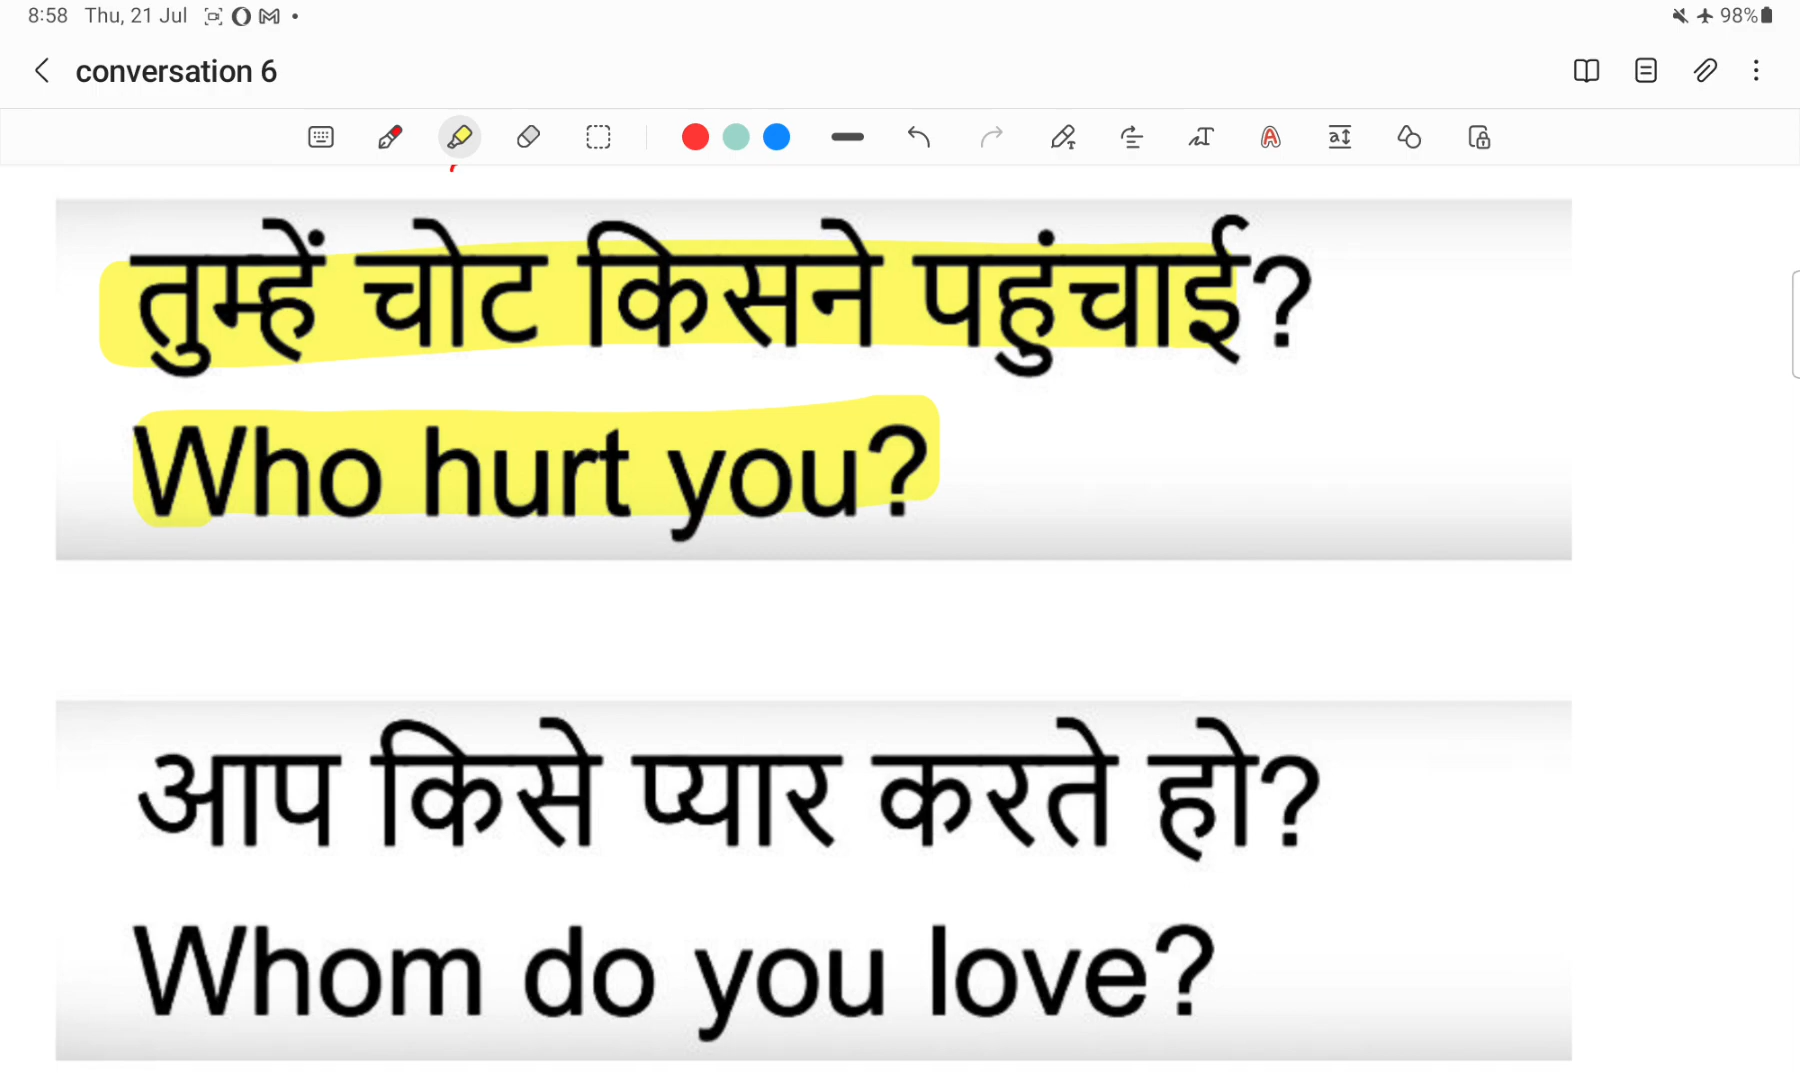 8:58 Thu, 21 Jul 98%
conversation 6
तुम्हें चोट किसने पहुंचाई?
Who hurt you?
आप किसे प्यार करते हो?
Whom do you love?